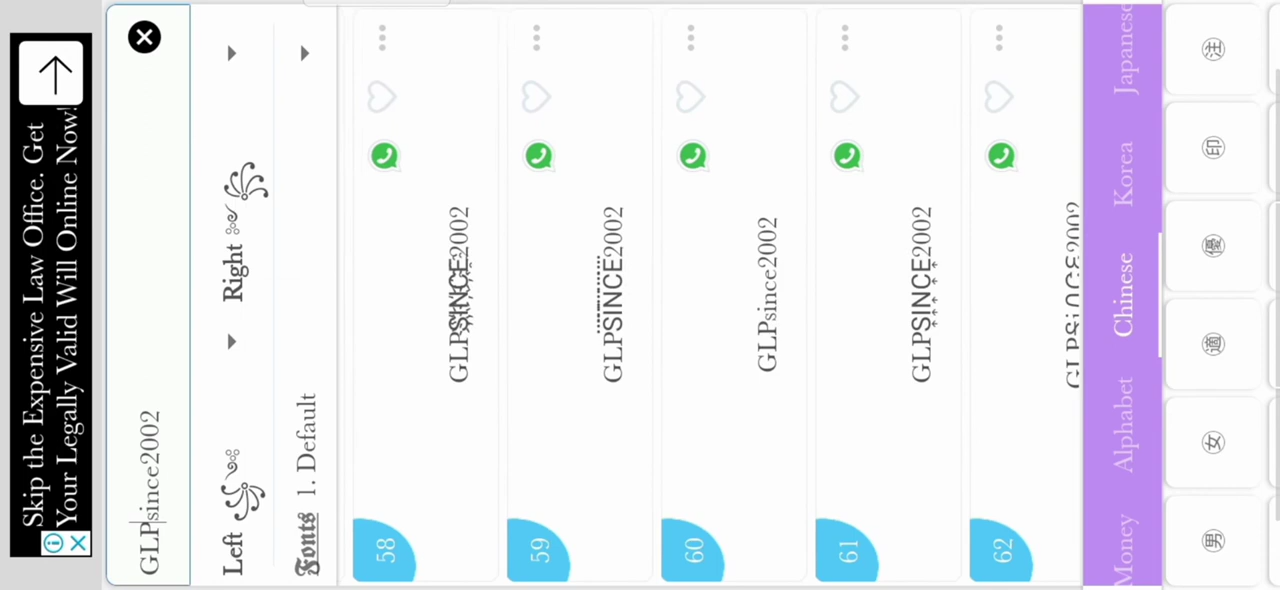 Skip the Expensive Law Office. Get
Your Legally Valid Will Online Now!
GLPsince2002
Left
Right
Fonts 1. Default
GLPSINCE2002
58
GLPSINCE2002
59
GLPsince2002
60
GLPSINCE2002
61
62
Money
Alphabet
Chinese
Korea
Japanese
㊚
㊛
㊜
㊝
㊞
㊟